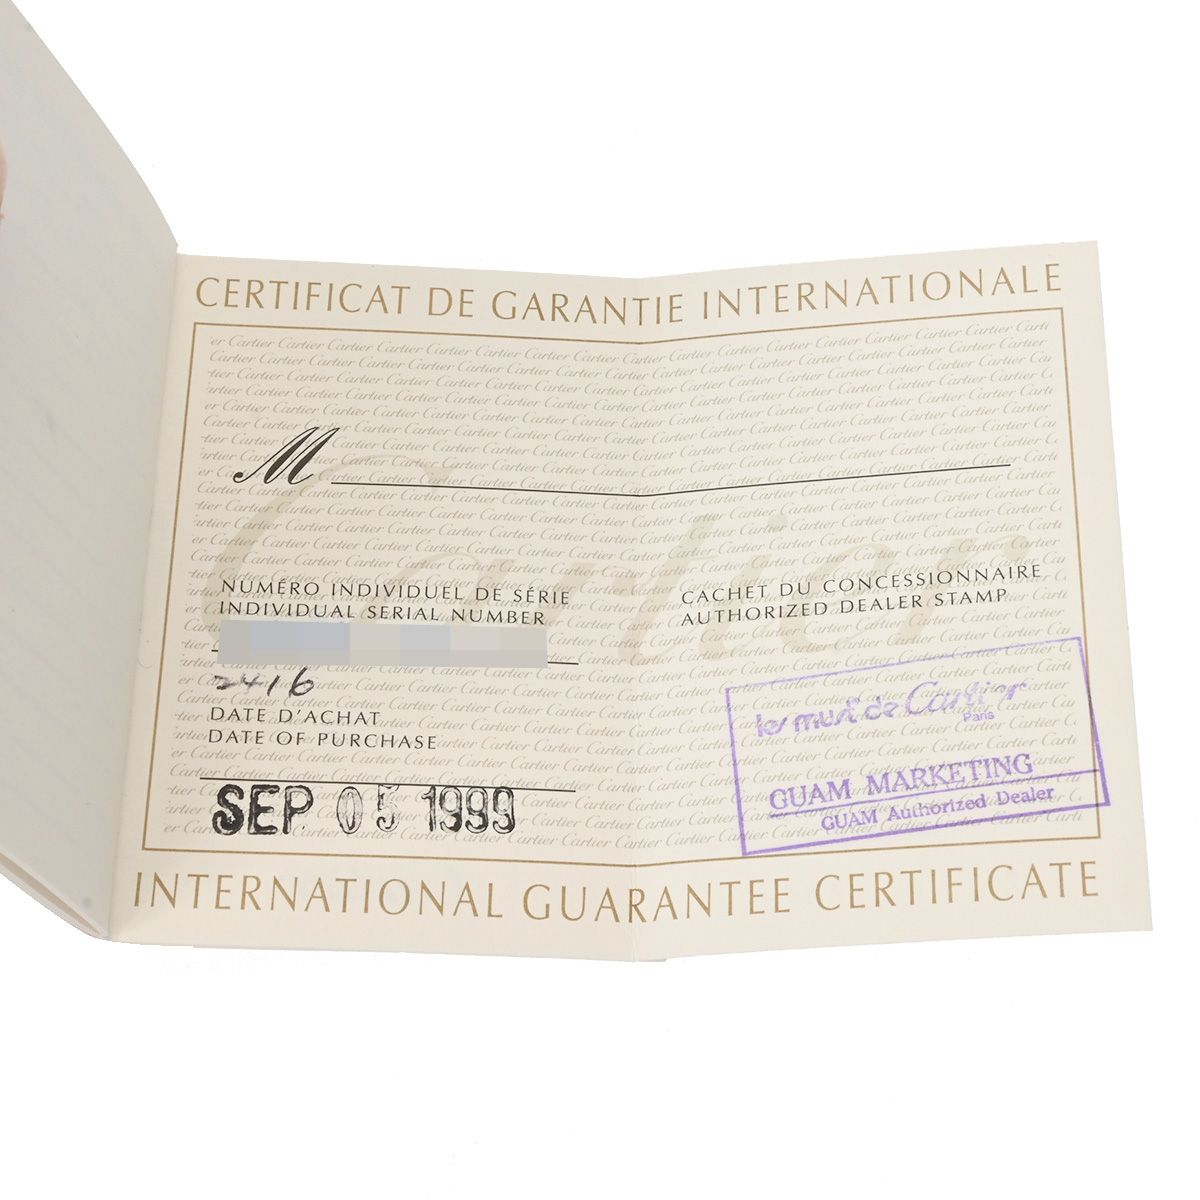 CERTIFICAT DE GARANTIE INTERNATIONALE
M
NUMÉRO INDIVIDUEL DE SÉRIE
INDIVIDUAL SERIAL NUMBER
2416
DATE D'ACHAT
DATE OF PURCHASE
SEP 05 1999
CACHET DU CONCESSIONNAIRE
AUTHORIZED DEALER STAMP
les must de Cartier
Paris
GUAM MARKETING
GUAM Authorized Dealer
Cartier
INTERNATIONAL GUARANTEE CERTIFICATE